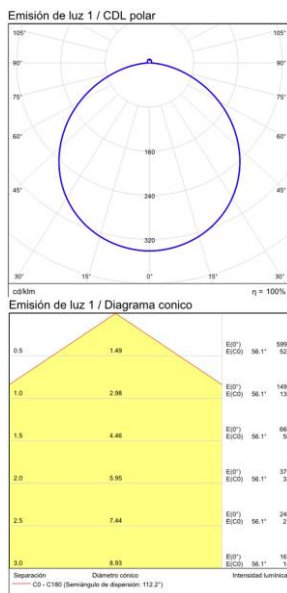 Emisión de luz 1 / CDL polar
105° 105°
90° 90°
75° 75°
60° 60°
160
45° 45°
240
320
30° 15° 0° 15° 30°
cd/klm η = 100%
Emisión de luz 1 / Diagrama conico
E(0°) 599
0.5 1.49 E(C0) 56.1° 52
E(0°) 149
1.0 2.98 E(C0) 56.1° 13
E(0°) 66
1.5 4.46 E(C0) 56.1° 5
E(0°) 37
2.0 5.95 E(C0) 56.1° 3
E(0°) 24
2.5 7.44 E(C0) 56.1° 2
E(0°) 16
3.0 8.93 E(C0) 56.1° 1
Separación Diámetro cónico Intensidad lumínica
C0 - C180 (Semiángulo de dispersión: 112.2°)